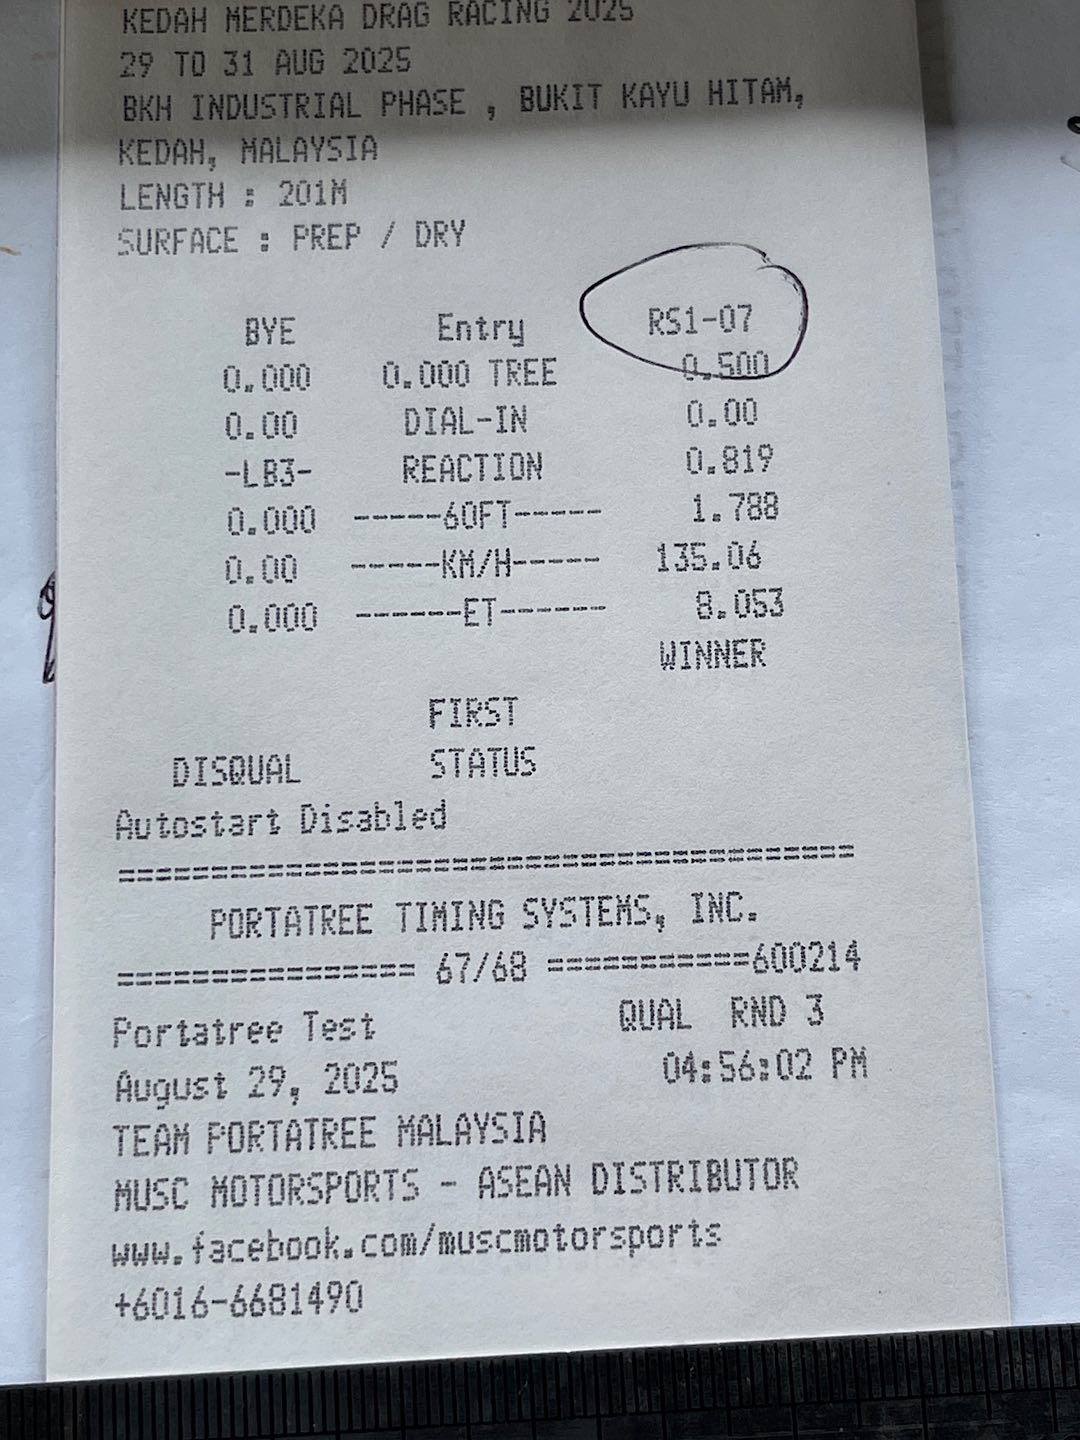 KEDAH MERDEKA DRAG RACING 2025
29 TO 31 AUG 2025
BKH INDUSTRIAL PHASE , BUKIT KAYU HITAM,
KEDAH, MALAYSIA
LENGTH : 201M
SURFACE : PREP / DRY
BYE Entry RS1-07
0.000 0.000 TREE 0.500
0.00 DIAL-IN 0.00
-LB3- REACTION 0.819
0.000 -----60FT----- 1.788
0.00 -----KM/H----- 135.06
0.000 ------ET------ 8.053
WINNER
FIRST
DISQUAL STATUS
Autostart Disabled
=========================================
PORTATREE TIMING SYSTEMS, INC.
================ 67/68 ===========600214
Portatree Test QUAL RND 3
August 29, 2025 04:56:02 PM
TEAM PORTATREE MALAYSIA
MUSC MOTORSPORTS - ASEAN DISTRIBUTOR
www.facebook.com/muscmotorsports
+6016-6681490